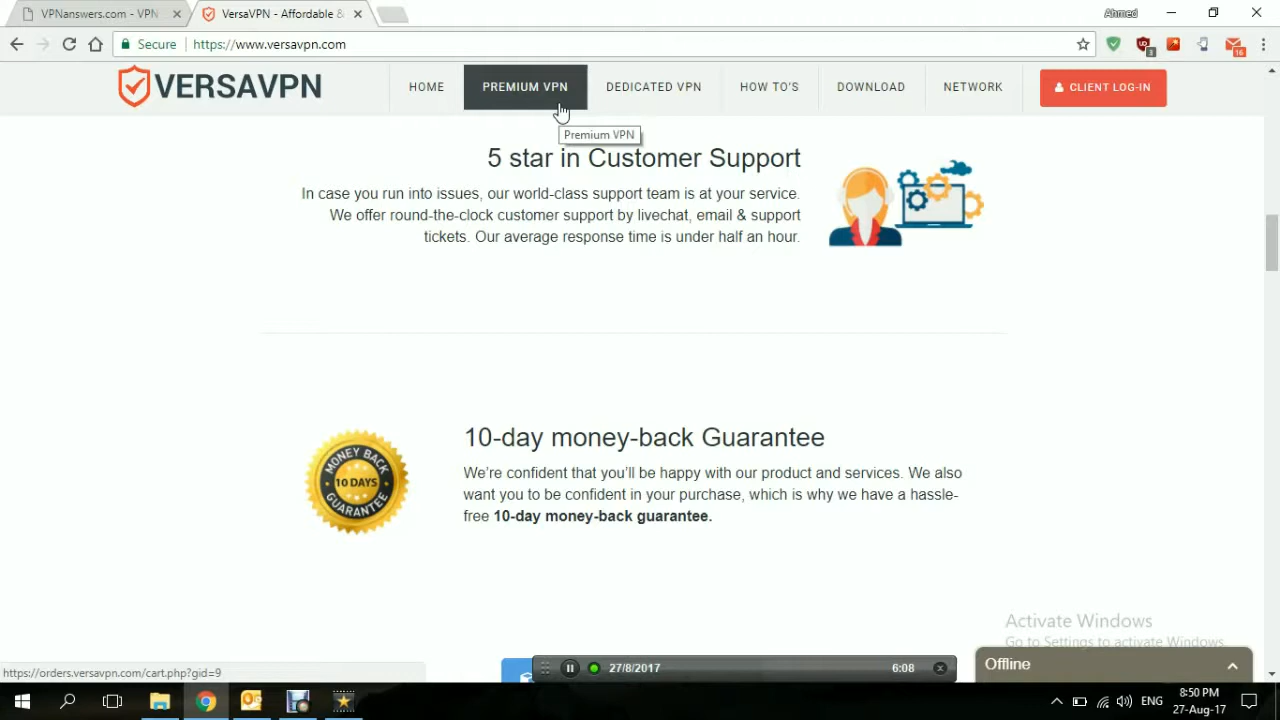 VPNanswers.com - VPN
VersaVPN - Affordable &
Ahmed
Secure
https://www.versavpn.com
3
16
VERSAVPN
HOME
PREMIUM VPN
DEDICATED VPN
HOW TO'S
DOWNLOAD
NETWORK
CLIENT LOG-IN
Premium VPN
5 star in Customer Support
In case you run into issues, our world-class support team is at your service.
We offer round-the-clock customer support by livechat, email & support
tickets. Our average response time is under half an hour.
MONEY BACK
10 DAYS
GUARANTEE
10-day money-back Guarantee
We're confident that you'll be happy with our product and services. We also
want you to be confident in your purchase, which is why we have a hassle-
free 10-day money-back guarantee.
Activate Windows
Go to Settings to activate Windows.
Offline
https://orders.versavpn.com/cart.php?gid=9
27/8/2017
6:08
ENG
8:50 PM
27-Aug-17